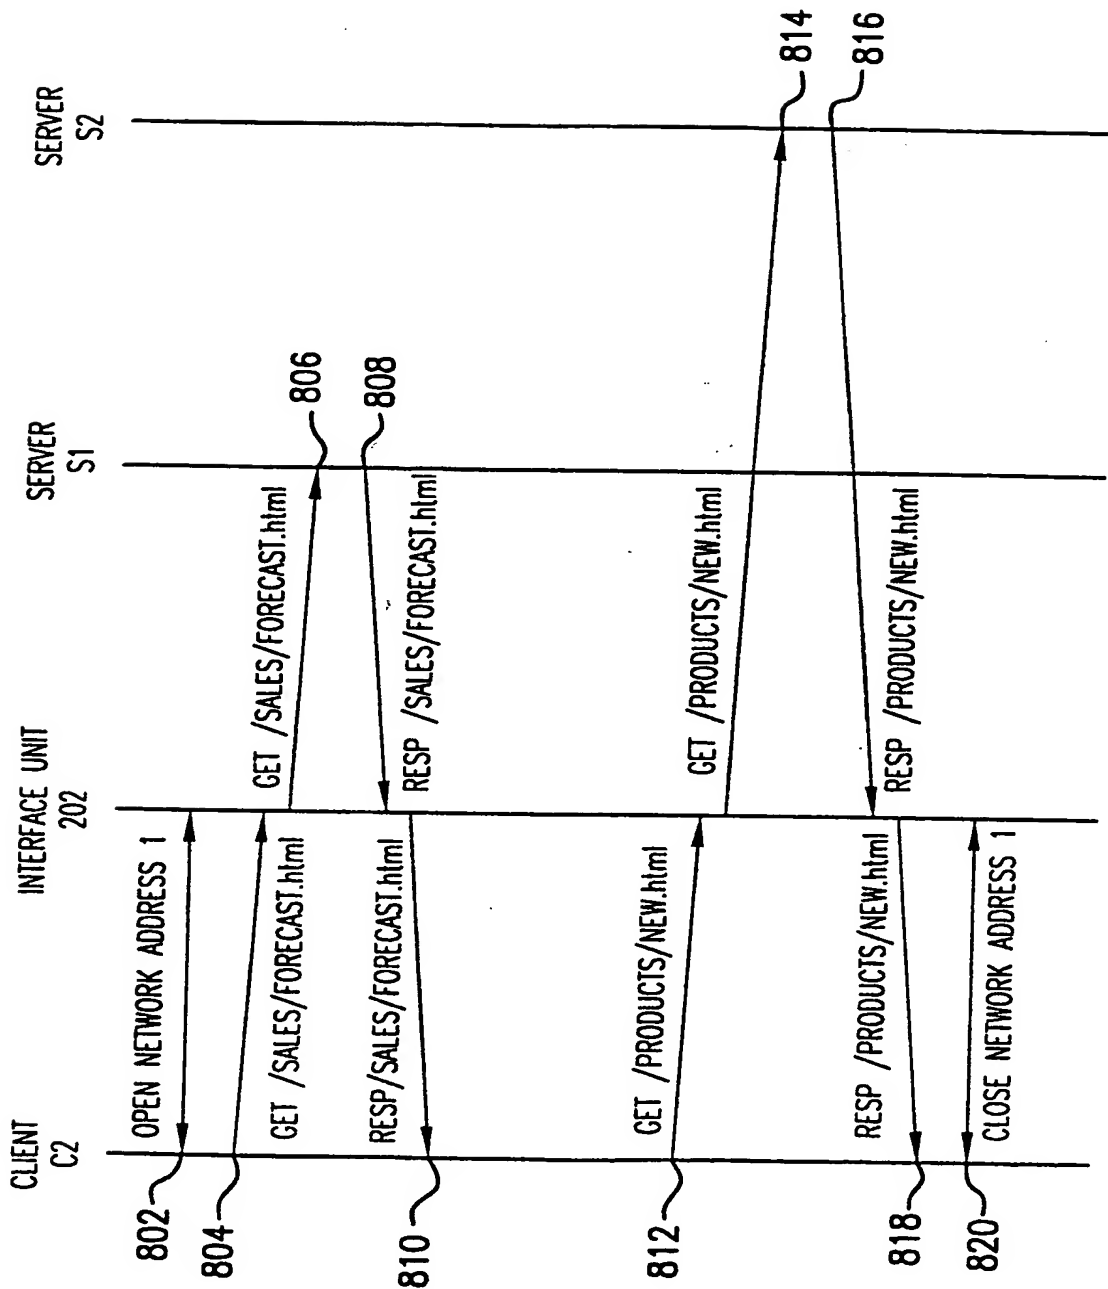 CLIENT
C2
INTERFACE UNIT
202
SERVER
S1
SERVER
S2
802
OPEN NETWORK ADDRESS 1
804
GET /SALES/FORECAST.html
GET /SALES/FORECAST.html
806
808
RESP /SALES/FORECAST.html
RESP/SALES/FORECAST.html
810
812
GET /PRODUCTS/NEW.html
GET /PRODUCTS/NEW.html
814
816
RESP /PRODUCTS/NEW.html
RESP /PRODUCTS/NEW.html
818
820
CLOSE NETWORK ADDRESS 1